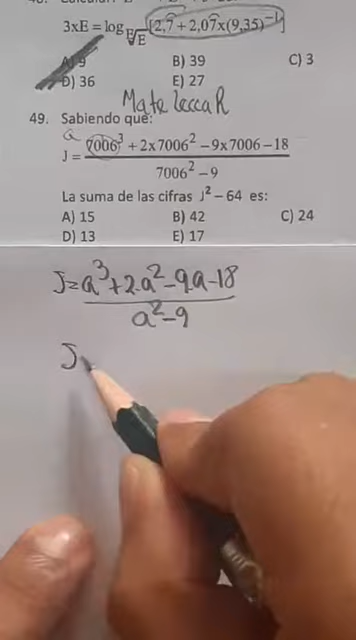 3xE = log ∜E [2,7̑ + 2,07̑x(9,35)⁻¹]
A) 9 B) 39 C) 3
D) 36 E) 27
Mate leccaR
49. Sabiendo que:
a
J = 7006³ + 2x7006² − 9x7006 − 18
7006² − 9
La suma de las cifras J² − 64 es:
A) 15 B) 42 C) 24
D) 13 E) 17
J = a³ + 2.a² − 9.a − 18
a² − 9
J